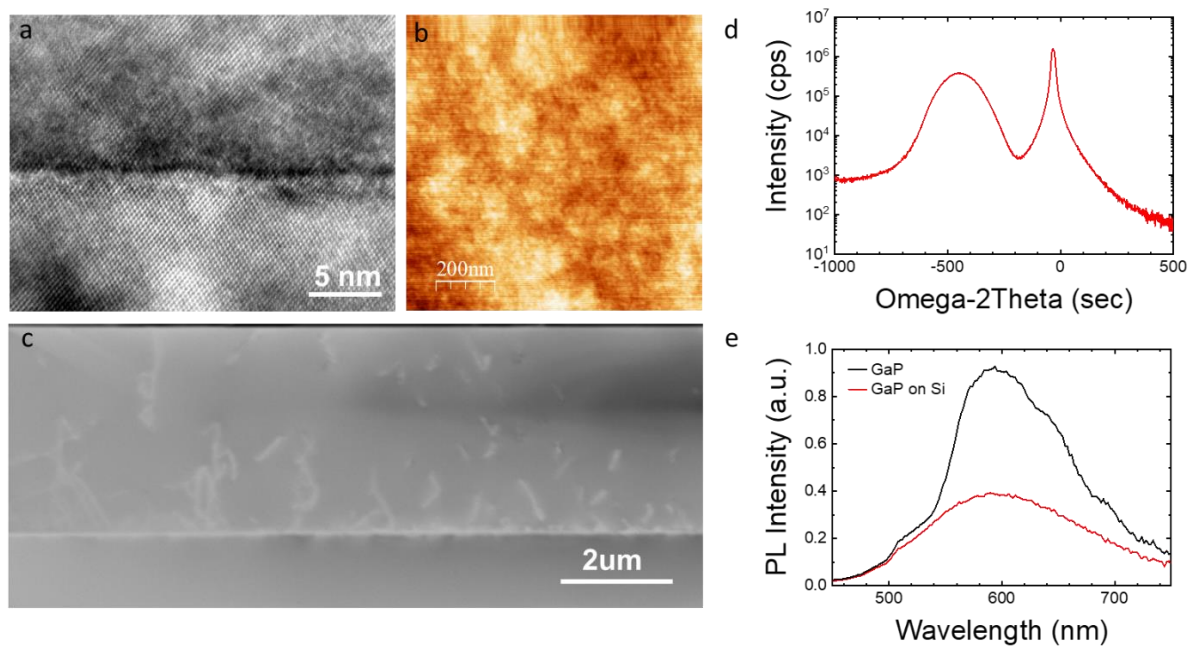 a
5 nm
b
200nm
c
2um
d
Intensity (cps)
10⁷
10⁶
10⁵
10⁴
10³
10²
10¹
-1000
-500
0
500
Omega-2Theta (sec)
e
PL Intensity (a.u.)
1.0
0.8
0.6
0.4
0.2
0.0
GaP
GaP on Si
500
600
700
Wavelength (nm)